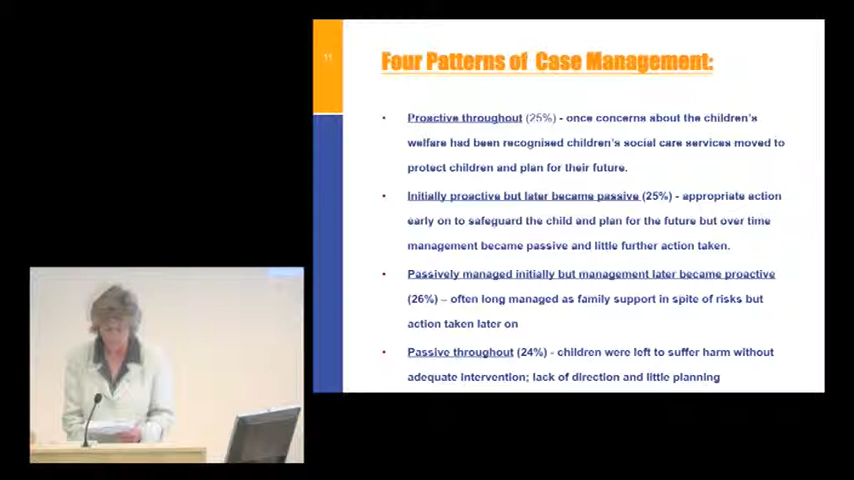 11
Four Patterns of Case Management:
• Proactive throughout (25%) - once concerns about the children's
welfare had been recognised children's social care services moved to
protect children and plan for their future.
• Initially proactive but later became passive (25%) - appropriate action
early on to safeguard the child and plan for the future but over time
management became passive and little further action taken.
• Passively managed initially but management later became proactive
(26%) – often long managed as family support in spite of risks but
action taken later on
• Passive throughout (24%) - children were left to suffer harm without
adequate intervention; lack of direction and little planning